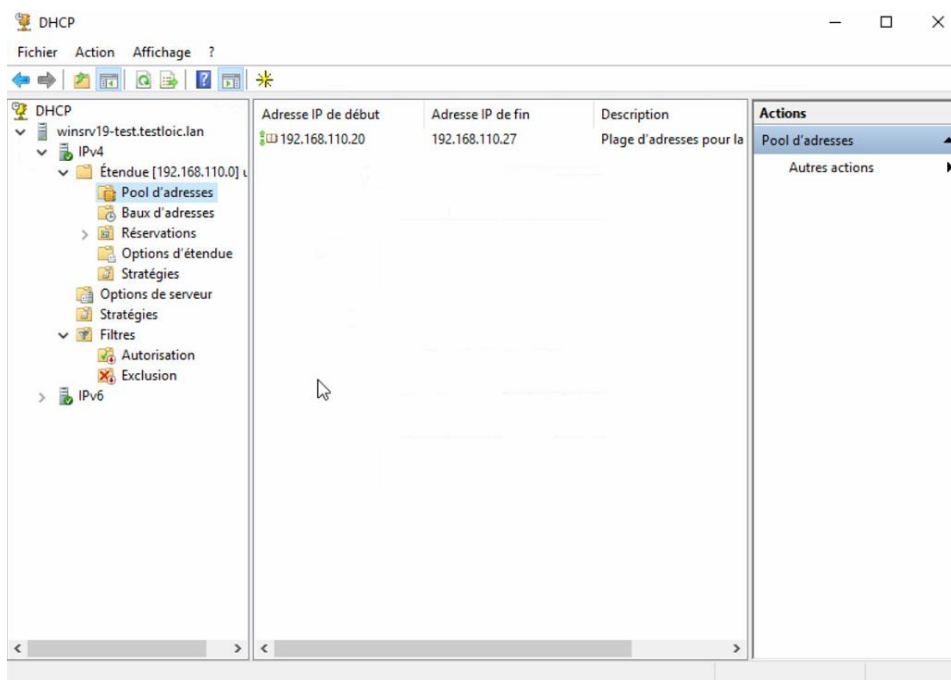 DHCP
Fichier Action Affichage ?
DHCP
winsrv19-test.testloic.lan
IPv4
Étendue [192.168.110.0] u
Pool d'adresses
Baux d'adresses
Réservations
Options d'étendue
Stratégies
Options de serveur
Stratégies
Filtres
Autorisation
Exclusion
IPv6
Adresse IP de début Adresse IP de fin Description
192.168.110.20 192.168.110.27 Plage d'adresses pour la
Actions
Pool d'adresses
Autres actions